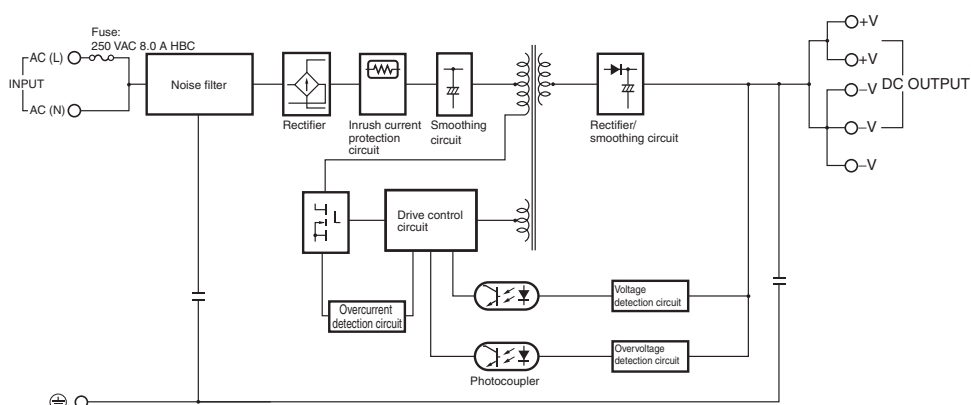 Fuse:
250 VAC 8.0 A HBC
AC (L)
INPUT
AC (N)
Noise filter
Rectifier
Inrush current
protection
circuit
Smoothing
circuit
Rectifier/
smoothing circuit
+V
+V
−V
DC OUTPUT
−V
−V
Drive control
circuit
Overcurrent
detection circuit
Voltage
detection circuit
Overvoltage
detection circuit
Photocoupler